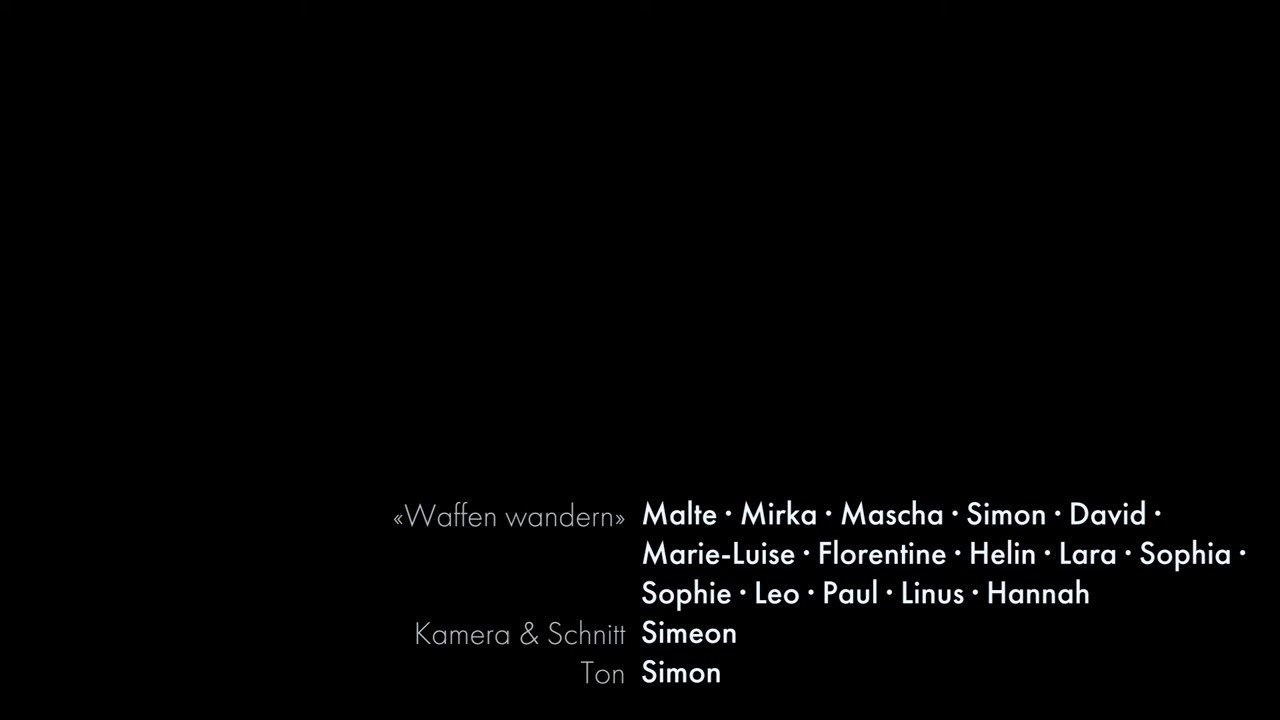 «Waffen wandern» Malte · Mirka · Mascha · Simon · David ·
Marie-Luise · Florentine · Helin · Lara · Sophia ·
Sophie · Leo · Paul · Linus · Hannah
Kamera & Schnitt Simeon
Ton Simon